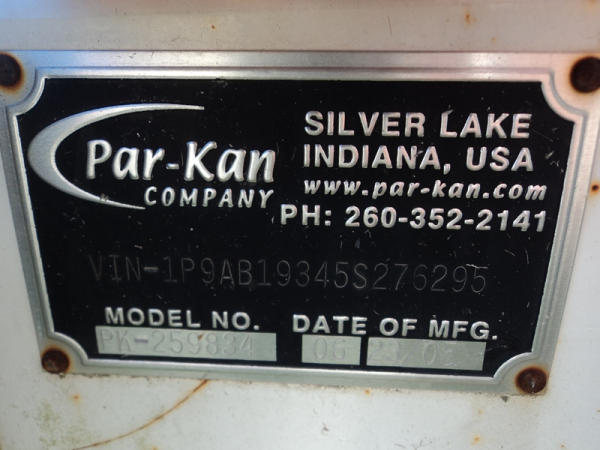 Par-Kan
COMPANY
SILVER LAKE
INDIANA, USA
www.par-kan.com
PH: 260-352-2141
VIN-1P9AB19345S276295
MODEL NO.
PK-259834
DATE OF MFG.
06